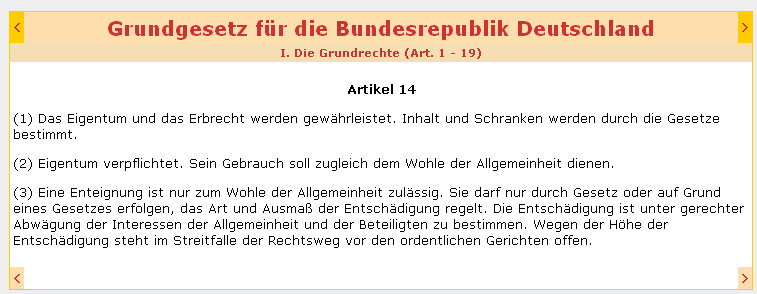 Grundgesetz für die Bundesrepublik Deutschland
I. Die Grundrechte (Art. 1 - 19)
Artikel 14
(1) Das Eigentum und das Erbrecht werden gewährleistet. Inhalt und Schranken werden durch die Gesetze
bestimmt.
(2) Eigentum verpflichtet. Sein Gebrauch soll zugleich dem Wohle der Allgemeinheit dienen.
(3) Eine Enteignung ist nur zum Wohle der Allgemeinheit zulässig. Sie darf nur durch Gesetz oder auf Grund
eines Gesetzes erfolgen, das Art und Ausmaß der Entschädigung regelt. Die Entschädigung ist unter gerechter
Abwägung der Interessen der Allgemeinheit und der Beteiligten zu bestimmen. Wegen der Höhe der
Entschädigung steht im Streitfalle der Rechtsweg vor den ordentlichen Gerichten offen.